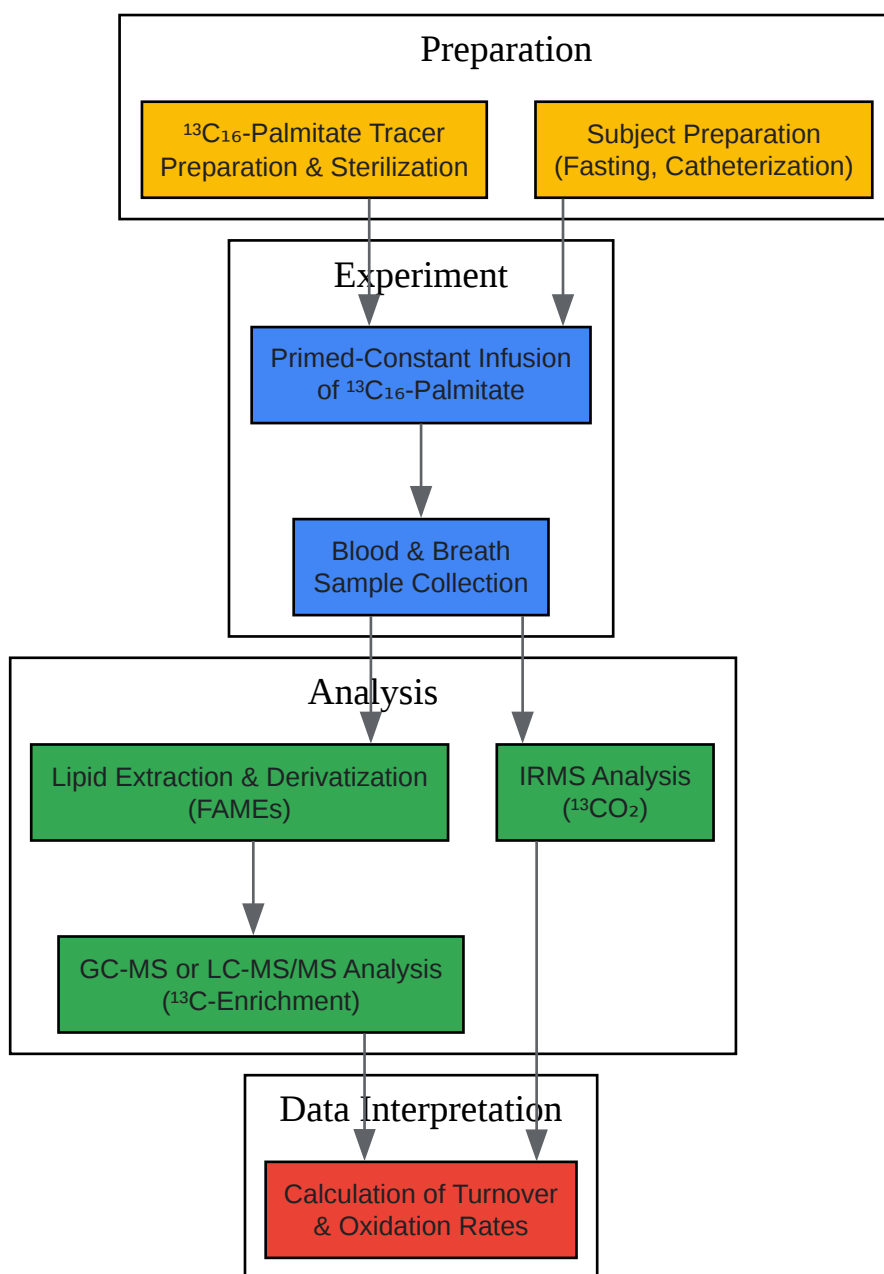 Preparation
¹³C₁₆-Palmitate Tracer
Preparation & Sterilization
Subject Preparation
(Fasting, Catheterization)
Experiment
Primed-Constant Infusion
of ¹³C₁₆-Palmitate
Blood & Breath
Sample Collection
Analysis
Lipid Extraction & Derivatization
(FAMEs)
IRMS Analysis
(¹³CO₂)
GC-MS or LC-MS/MS Analysis
(¹³C-Enrichment)
Data Interpretation
Calculation of Turnover
& Oxidation Rates